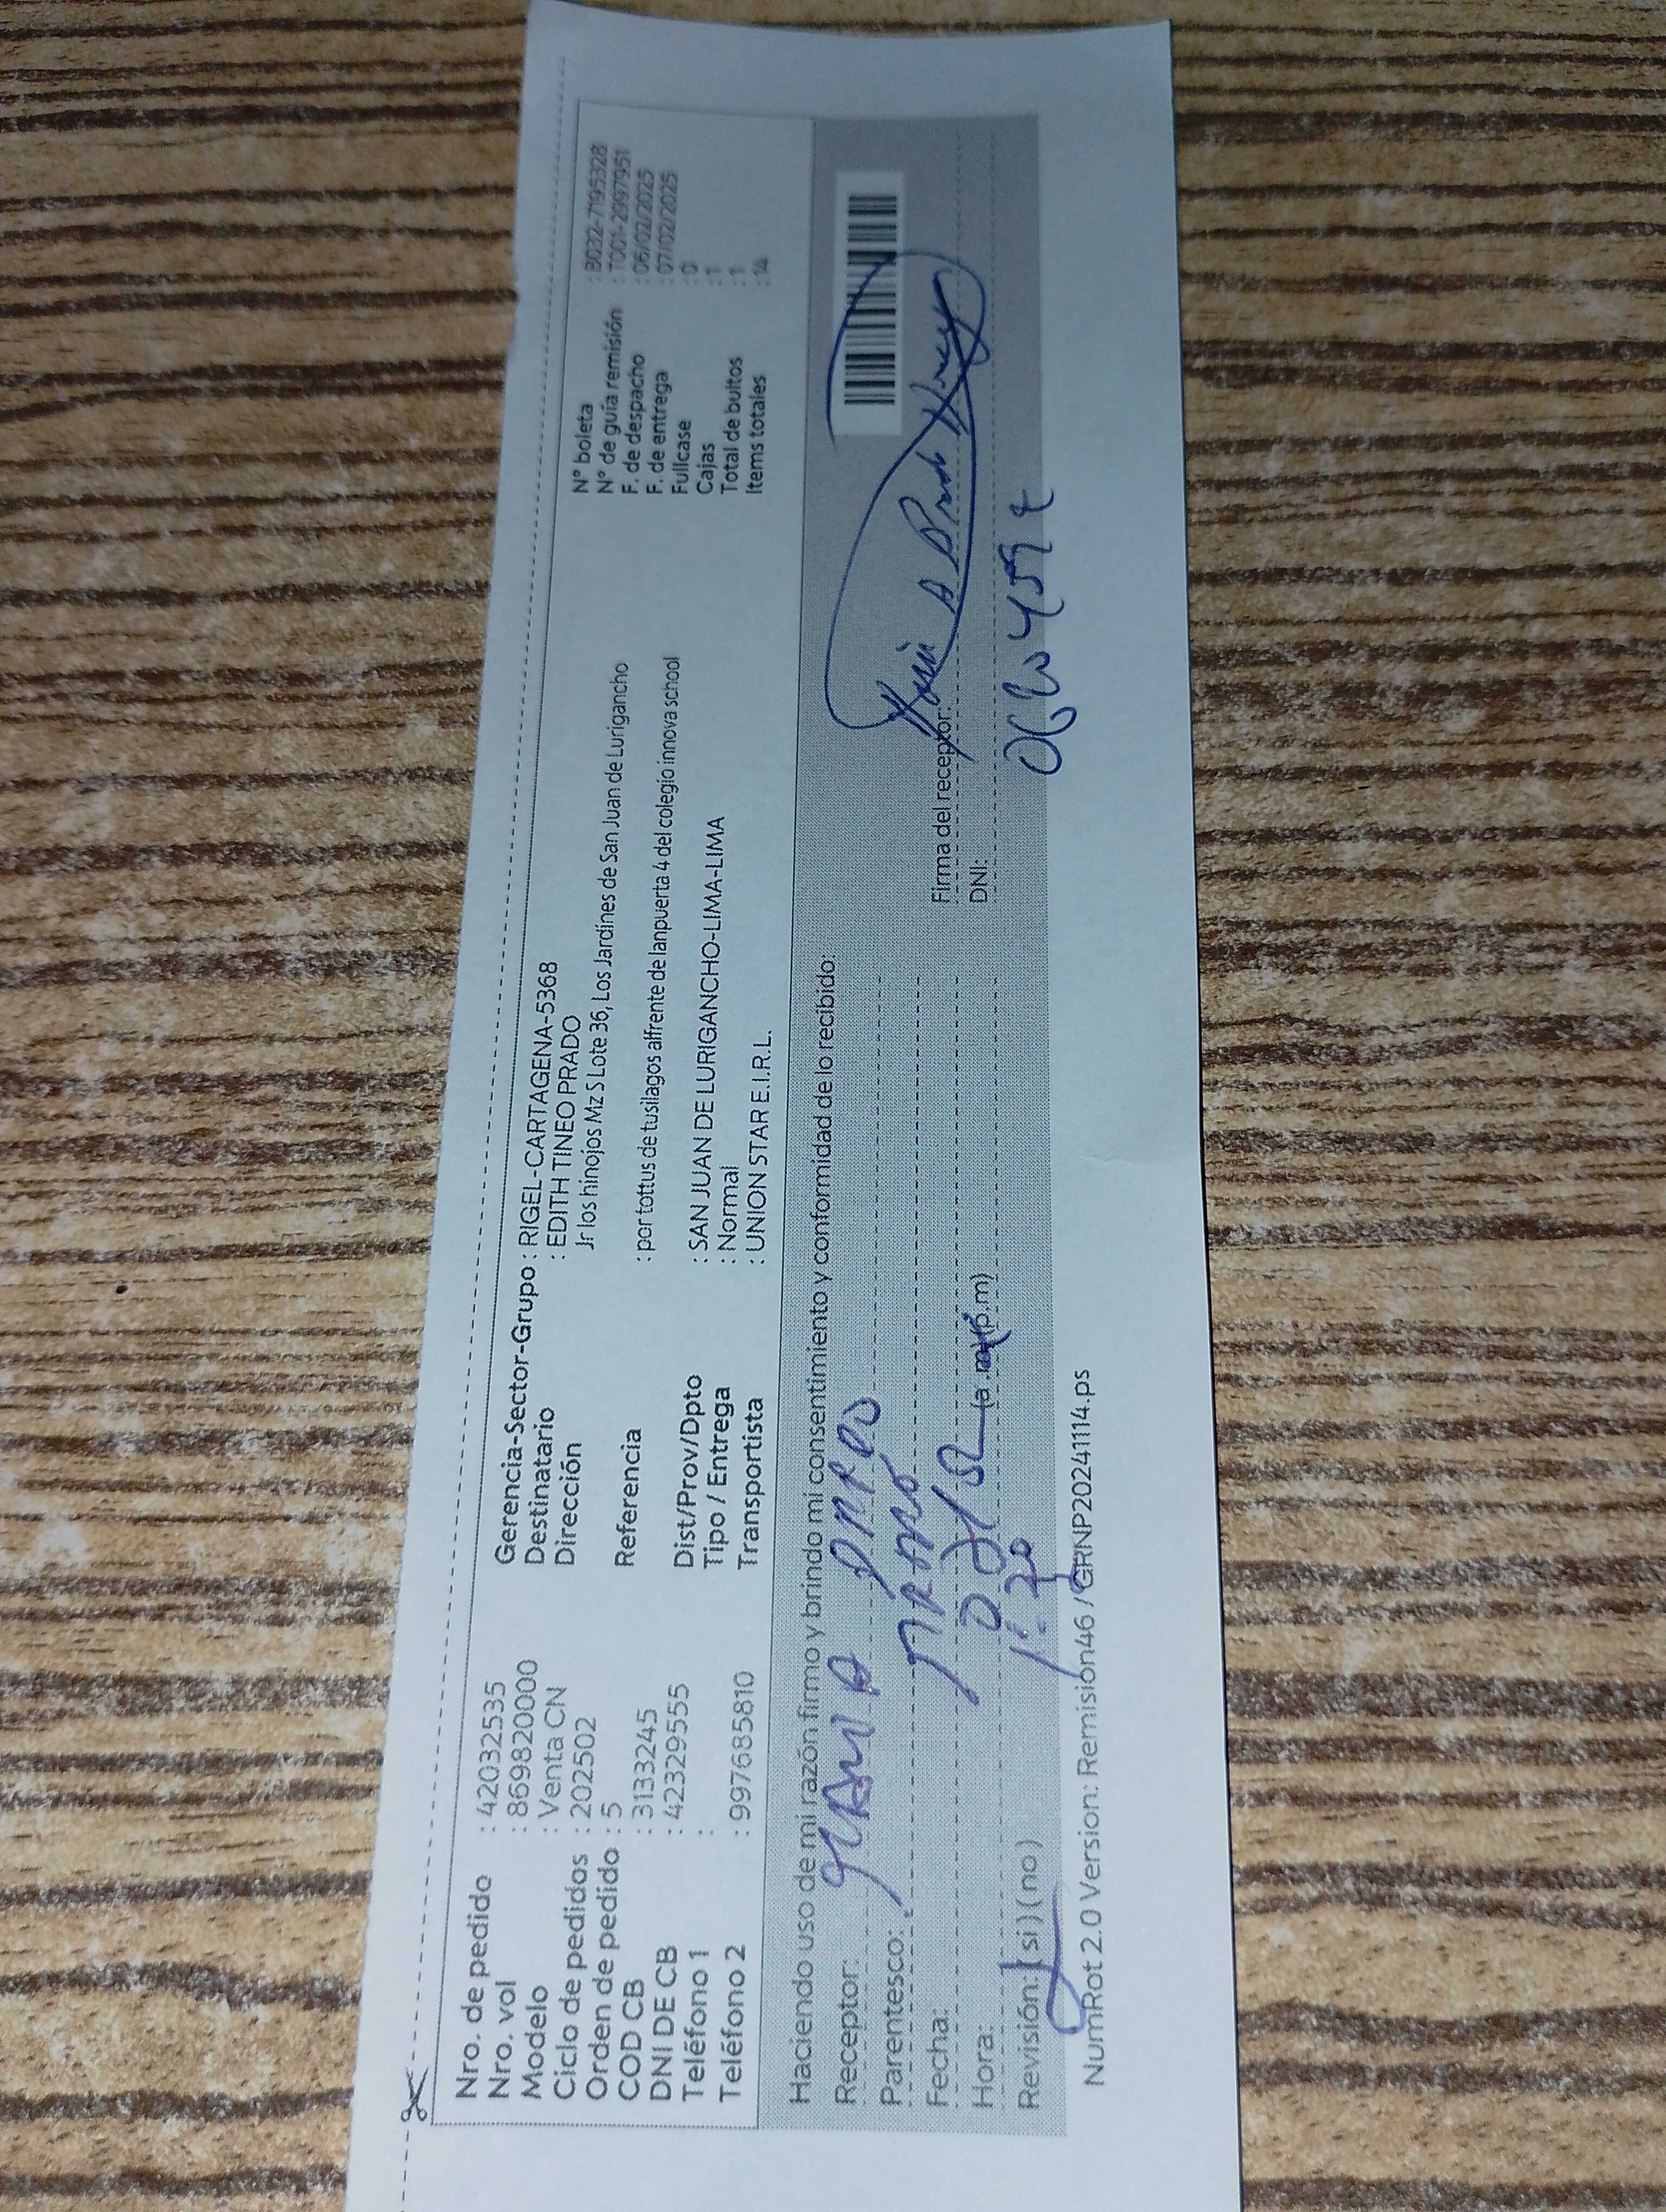 Nro. de pedido : 42032535
Nro. vol : 869820000
Modelo : Venta CN
Ciclo de pedidos : 202502
Orden de pedido : 5
COD CB : 3133245
DNI DE CB : 42329555
Teléfono 1 :
Teléfono 2 : 997685810
Gerencia-Sector-Grupo : RIGEL-CARTAGENA-5368
Destinatario : EDITH TINEO PRADO
Dirección Jr los hinojos Mz S Lote 36, Los Jardines de San Juan de Lurigancho
Referencia : por tottus de tusilagos alfrente de lanpuerta 4 del colegio innova school
Dist/Prov/Dpto : SAN JUAN DE LURIGANCHO-LIMA-LIMA
Tipo / Entrega : Normal
Transportista : UNION STAR E.I.R.L.
N° boleta : B032-7195328
N° de guía remisión : T001-29979951
F. de despacho : 06/02/2025
F. de entrega : 07/02/2025
Fullcase : 0
Cajas : 1
Total de bultos : 1
Items totales : 14
Haciendo uso de mi razón firmo y brindo mi consentimiento y conformidad de lo recibido:
Receptor: A PRADO
Parentesco:
Fecha:
Hora: (a.m) (p.m)
Revisión: ( si ) ( no )
Firma del receptor: A Prado
DNI:
NumRot 2.0 Version: Remision46 / GRNP20241114.ps